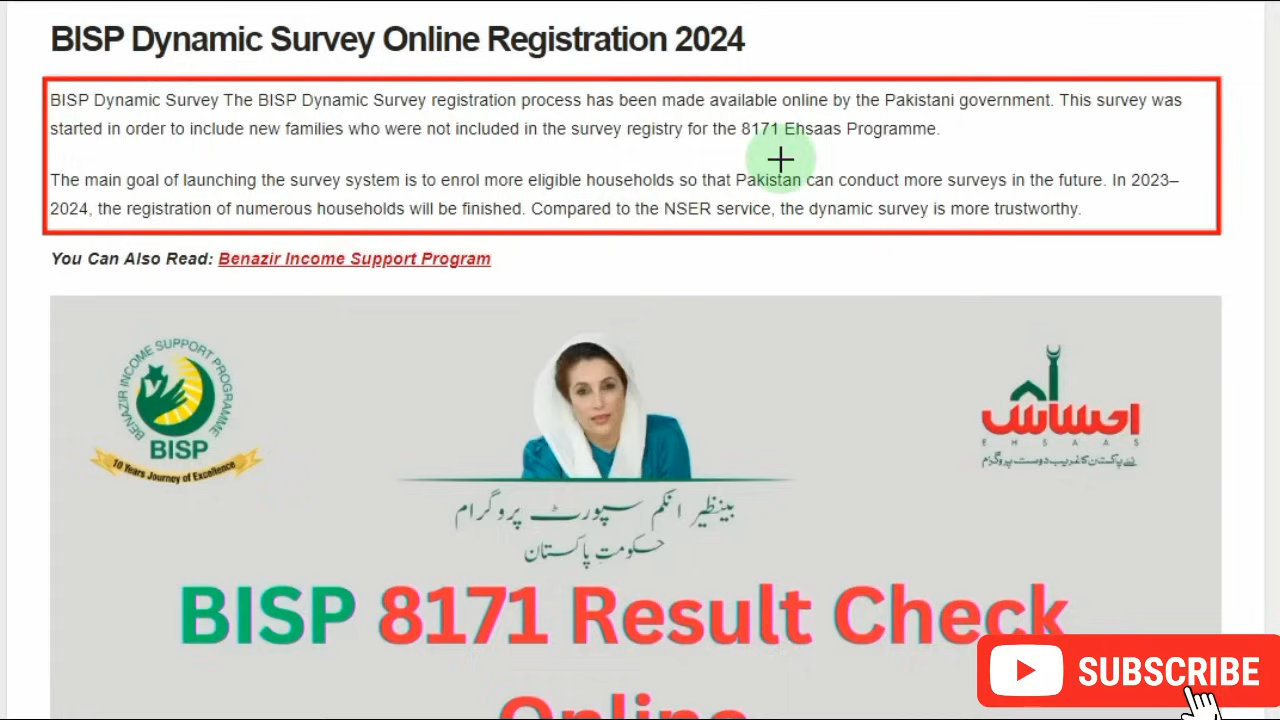 BISP Dynamic Survey Online Registration 2024
BISP Dynamic Survey The BISP Dynamic Survey registration process has been made available online by the Pakistani government. This survey was
started in order to include new families who were not included in the survey registry for the 8171 Ehsaas Programme.
The main goal of launching the survey system is to enrol more eligible households so that Pakistan can conduct more surveys in the future. In 2023–
2024, the registration of numerous households will be finished. Compared to the NSER service, the dynamic survey is more trustworthy.
You Can Also Read: Benazir Income Support Program
BENAZIR INCOME SUPPORT PROGRAMME
BISP
10 Years Journey of Excellence
احساس
EHSAAS
بینظیر انکم سپورٹ پروگرام
حکومتِ پاکستان
BISP 8171 Result Check
Online
SUBSCRIBE